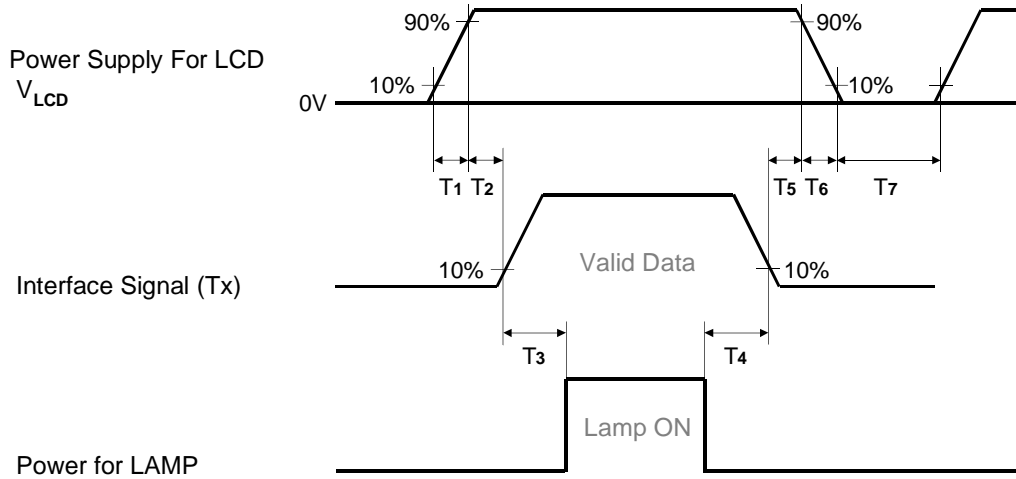 90%
90%
Power Supply For LCD
VLCD
10%
10%
0V
T1 T2 T5 T6 T7
Valid Data
10%
10%
Interface Signal (Tx)
T3 T4
Lamp ON
Power for LAMP